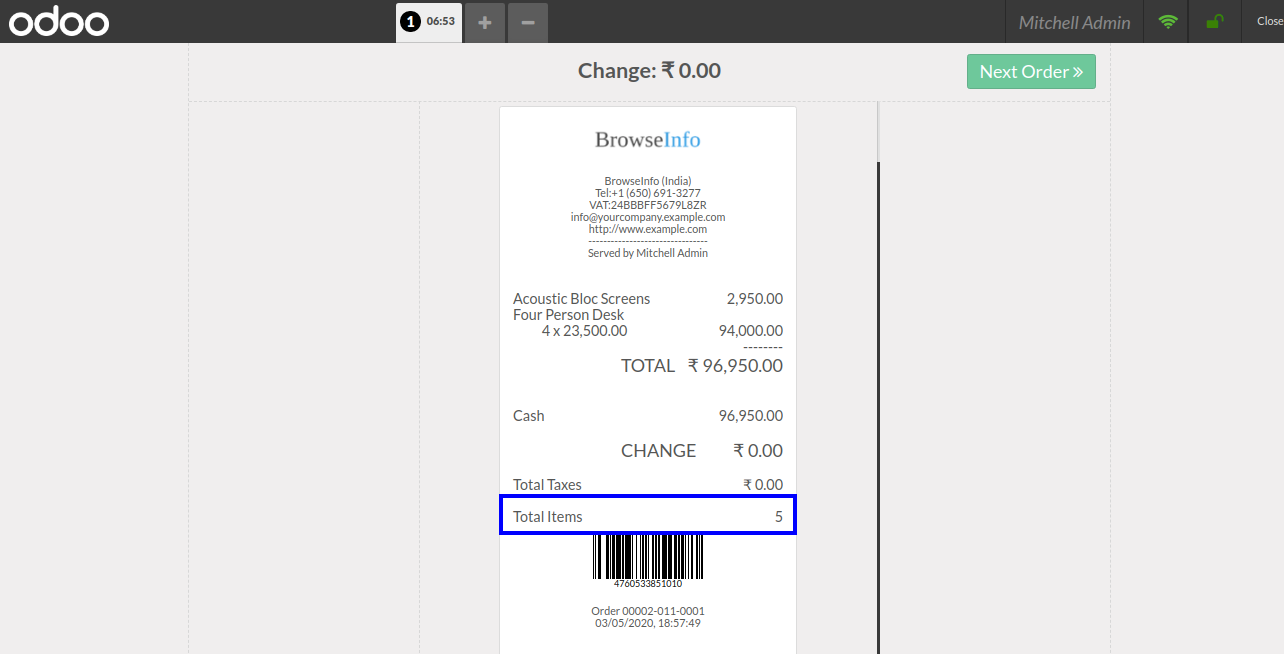 odoo 1 06:53 + − Mitchell Admin Close
Change: ₹ 0.00 Next Order »
BrowseInfo
BrowseInfo (India)
Tel:+1 (650) 691-3277
VAT:24BBBFF5679L8ZR
info@yourcompany.example.com
http://www.example.com
--------------------------------
Served by Mitchell Admin
Acoustic Bloc Screens 2,950.00
Four Person Desk
4 x 23,500.00 94,000.00
--------
TOTAL ₹ 96,950.00
Cash 96,950.00
CHANGE ₹ 0.00
Total Taxes ₹ 0.00
Total Items 5
4760533851010
Order 00002-011-0001
03/05/2020, 18:57:49